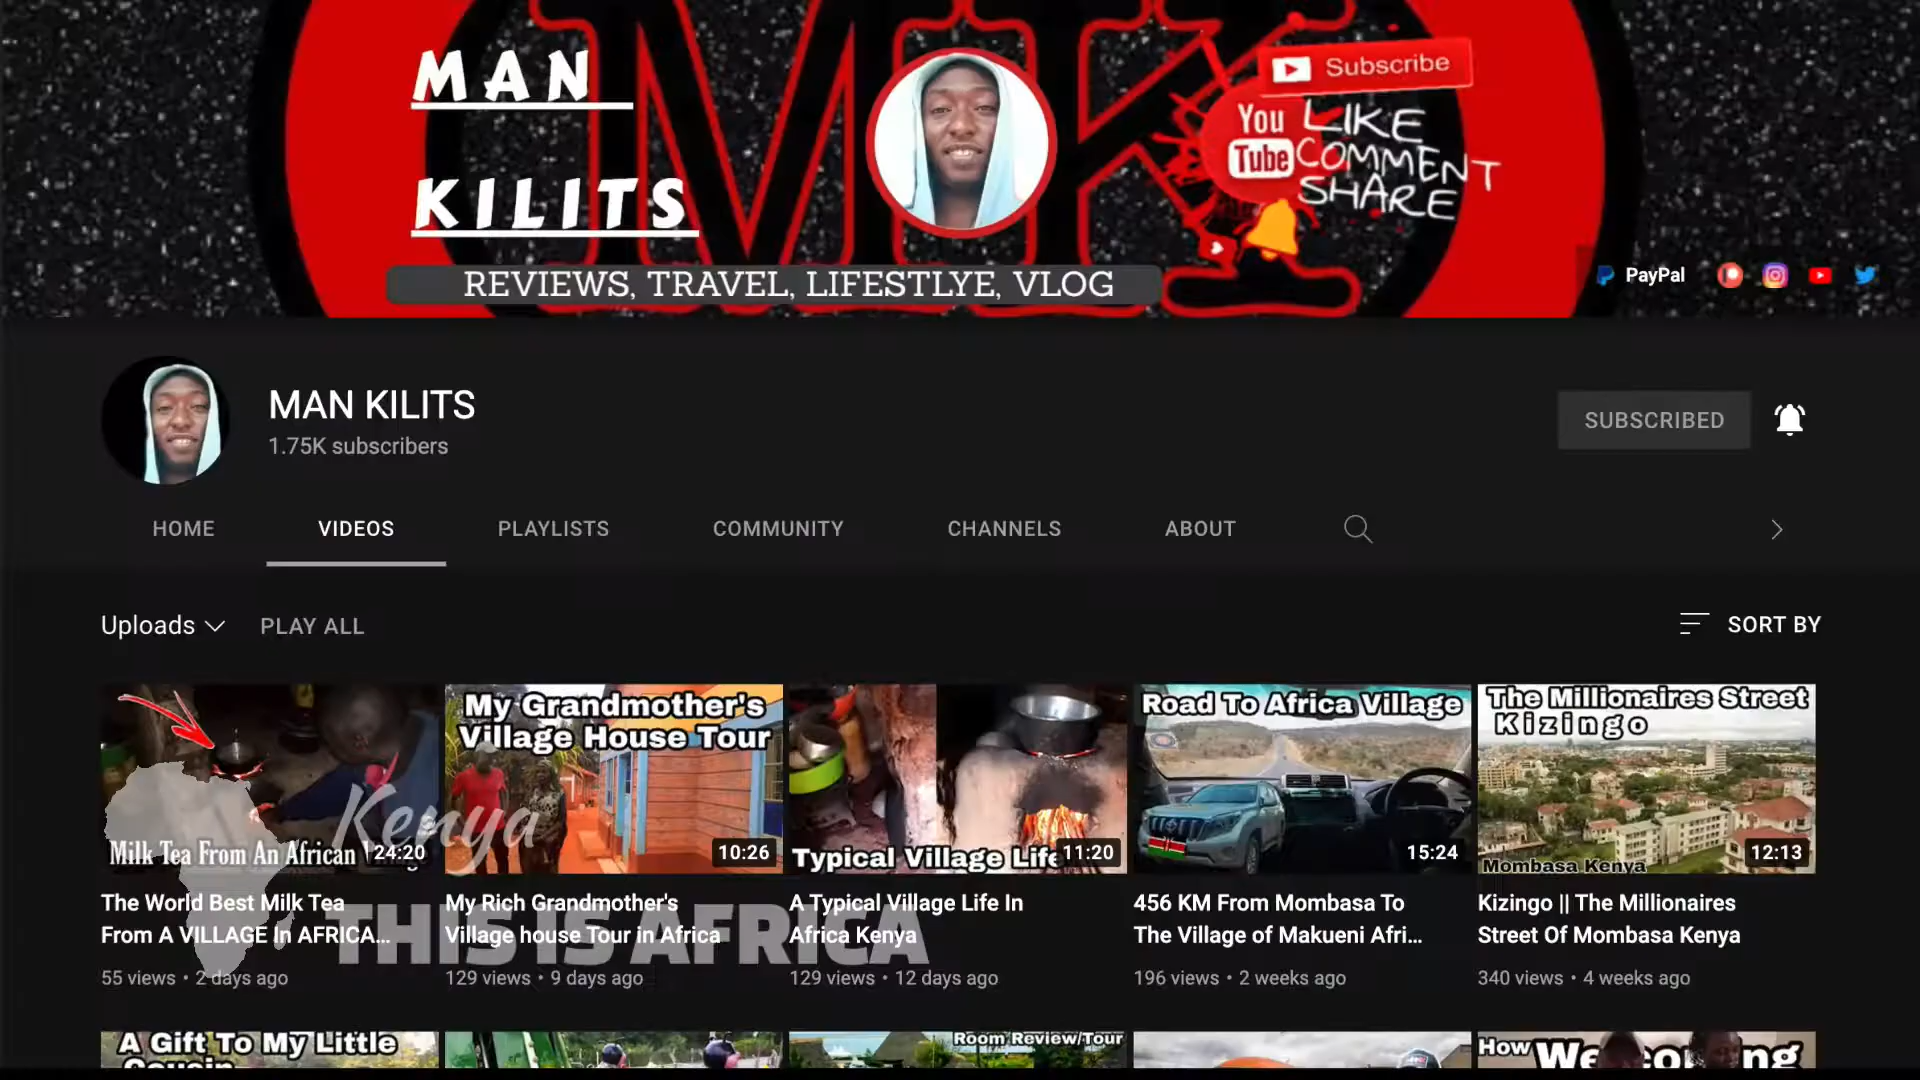 MAN
KILITS
Subscribe
You
Tube
LIKE
COMMENT
SHARE
REVIEWS, TRAVEL, LIFESTLYE, VLOG
PayPal
MAN KILITS
1.75K subscribers
SUBSCRIBED
HOME
VIDEOS
PLAYLISTS
COMMUNITY
CHANNELS
ABOUT
Uploads
PLAY ALL
SORT BY
Milk Tea From An African
24:20
The World Best Milk Tea
From A VILLAGE In AFRICA...
55 views • 2 days ago
My Grandmother's
Village House Tour
10:26
My Rich Grandmother's
Village house Tour in Africa
129 views • 9 days ago
Typical Village Life
11:20
A Typical Village Life In
Africa Kenya
129 views • 12 days ago
Road To Africa Village
15:24
456 KM From Mombasa To
The Village of Makueni Afri...
196 views • 2 weeks ago
The Millionaires Street
Kizingo
Mombasa Kenya
12:13
Kizingo || The Millionaires
Street Of Mombasa Kenya
340 views • 4 weeks ago
Kenya
THIS IS AFRICA
A Gift To My Little
Cousin
Room Review/Tour
How